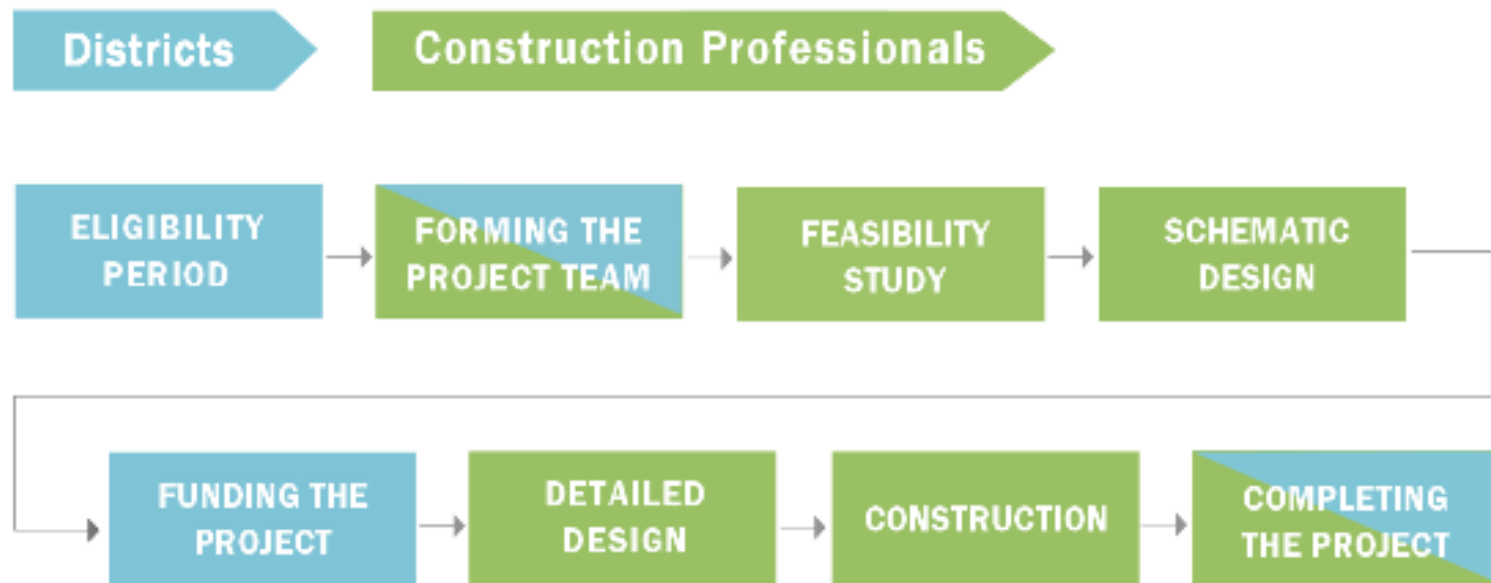 Districts
Construction Professionals
ELIGIBILITY
PERIOD
FORMING THE
PROJECT TEAM
FEASIBILITY
STUDY
SCHEMATIC
DESIGN
FUNDING THE
PROJECT
DETAILED
DESIGN
CONSTRUCTION
COMPLETING
THE PROJECT